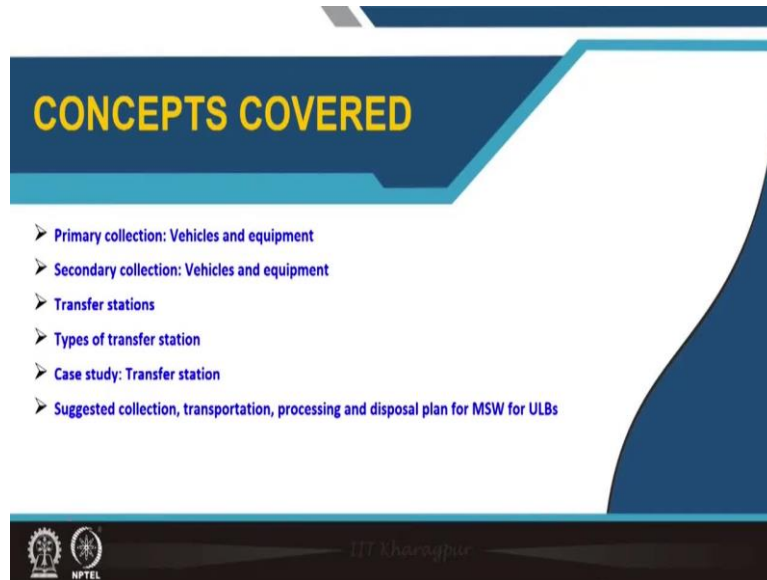 CONCEPTS COVERED
➢ Primary collection: Vehicles and equipment
➢ Secondary collection: Vehicles and equipment
➢ Transfer stations
➢ Types of transfer station
➢ Case study: Transfer station
➢ Suggested collection, transportation, processing and disposal plan for MSW for ULBs
IIT Kharagpur
NPTEL